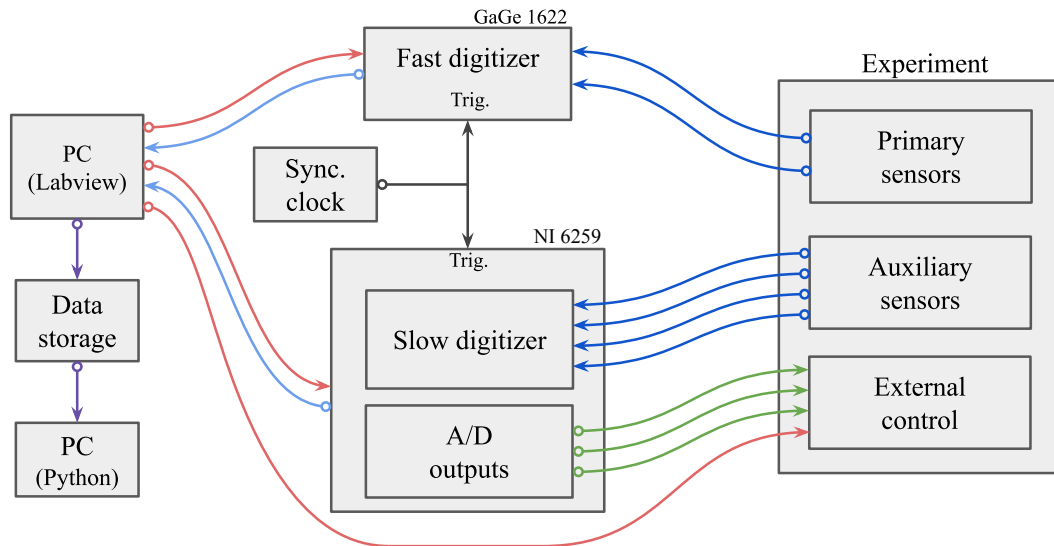 GaGe 1622
Fast digitizer
Trig.
Experiment
PC
(Labview)
Sync.
clock
Primary
sensors
NI 6259
Trig.
Slow digitizer
Auxiliary
sensors
Data
storage
A/D
outputs
External
control
PC
(Python)